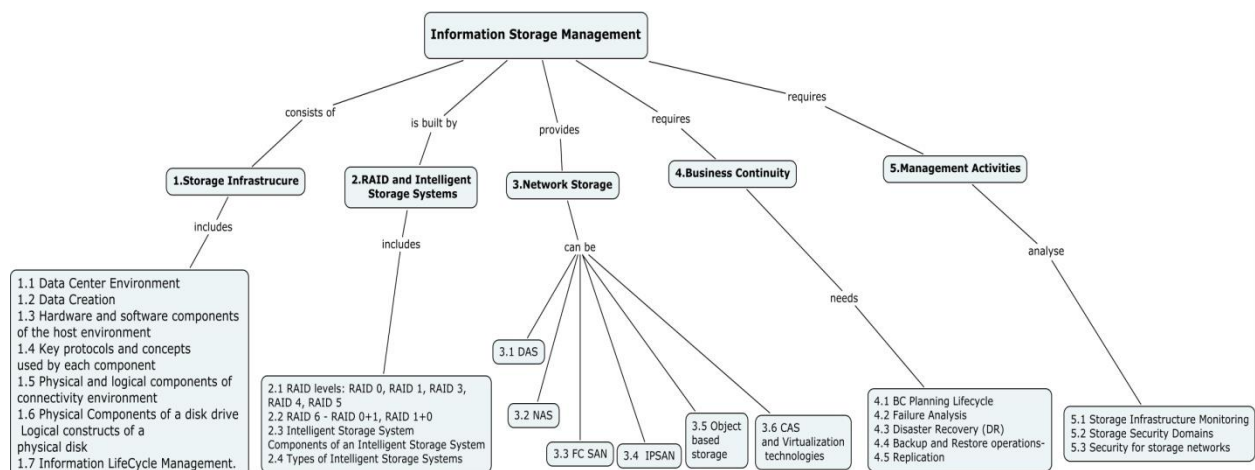 Information Storage Management
consists of
is built by
provides
requires
requires
1.Storage Infrastrucure
2.RAID and Intelligent
Storage Systems
3.Network Storage
4.Business Continuity
5.Management Activities
includes
includes
can be
needs
analyse
1.1 Data Center Environment
1.2 Data Creation
1.3 Hardware and software components
of the host environment
1.4 Key protocols and concepts
used by each component
1.5 Physical and logical components of
connectivity environment
1.6 Physical Components of a disk drive
Logical constructs of a
physical disk
1.7 Information LifeCycle Management.
2.1 RAID levels: RAID 0, RAID 1, RAID 3,
RAID 4, RAID 5
2.2 RAID 6 - RAID 0+1, RAID 1+0
2.3 Intelligent Storage System
Components of an Intelligent Storage System
2.4 Types of Intelligent Storage Systems
3.1 DAS
3.2 NAS
3.3 FC SAN
3.4 IPSAN
3.5 Object
based
storage
3.6 CAS
and Virtualization
technologies
4.1 BC Planning Lifecycle
4.2 Failure Analysis
4.3 Disaster Recovery (DR)
4.4 Backup and Restore operations-
4.5 Replication
5.1 Storage Infrastructure Monitoring
5.2 Storage Security Domains
5.3 Security for storage networks